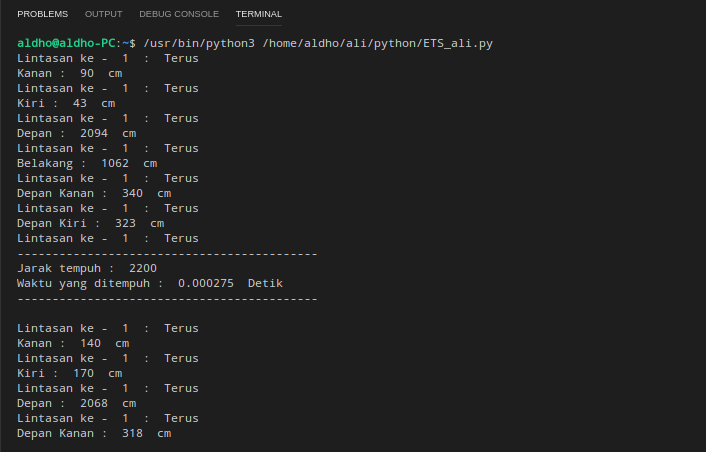 PROBLEMS OUTPUT DEBUG CONSOLE TERMINAL
aldho@aldho-PC:~$ /usr/bin/python3 /home/aldho/ali/python/ETS_ali.py
Lintasan ke -  1  :  Terus
Kanan :  90  cm
Lintasan ke -  1  :  Terus
Kiri :  43  cm
Lintasan ke -  1  :  Terus
Depan :  2094  cm
Lintasan ke -  1  :  Terus
Belakang :  1062  cm
Lintasan ke -  1  :  Terus
Depan Kanan :  340  cm
Lintasan ke -  1  :  Terus
Depan Kiri :  323  cm
Lintasan ke -  1  :  Terus
-------------------------------------------
Jarak tempuh :  2200
Waktu yang ditempuh :  0.000275  Detik
-------------------------------------------
Lintasan ke -  1  :  Terus
Kanan :  140  cm
Lintasan ke -  1  :  Terus
Kiri :  170  cm
Lintasan ke -  1  :  Terus
Depan :  2068  cm
Lintasan ke -  1  :  Terus
Depan Kanan :  318  cm